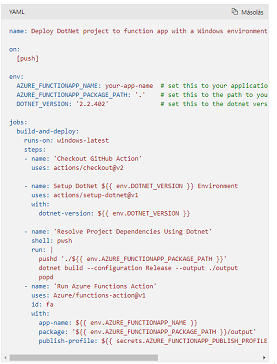 YAML
Másolás
name: Deploy DotNet project to function app with a Windows environment
on:
[push]
env:
AZURE_FUNCTIONAPP_NAME: your-app-name # set this to your applicatio
AZURE_FUNCTIONAPP_PACKAGE_PATH: '.' # set this to the path to you
DOTNET_VERSION: '2.2.402' # set this to the dotnet vers
jobs:
build-and-deploy:
runs-on: windows-latest
steps:
- name: 'Checkout GitHub Action'
uses: actions/checkout@v2
- name: Setup DotNet ${{ env.DOTNET_VERSION }} Environment
uses: actions/setup-dotnet@v1
with:
dotnet-version: ${{ env.DOTNET_VERSION }}
- name: 'Resolve Project Dependencies Using Dotnet'
shell: pwsh
run: |
pushd './${{ env.AZURE_FUNCTIONAPP_PACKAGE_PATH }}'
dotnet build --configuration Release --output ./output
popd
- name: 'Run Azure Functions Action'
uses: Azure/functions-action@v1
id: fa
with:
app-name: ${{ env.AZURE_FUNCTIONAPP_NAME }}
package: '${{ env.AZURE_FUNCTIONAPP_PACKAGE_PATH }}/output'
publish-profile: ${{ secrets.AZURE_FUNCTIONAPP_PUBLISH_PROFILE